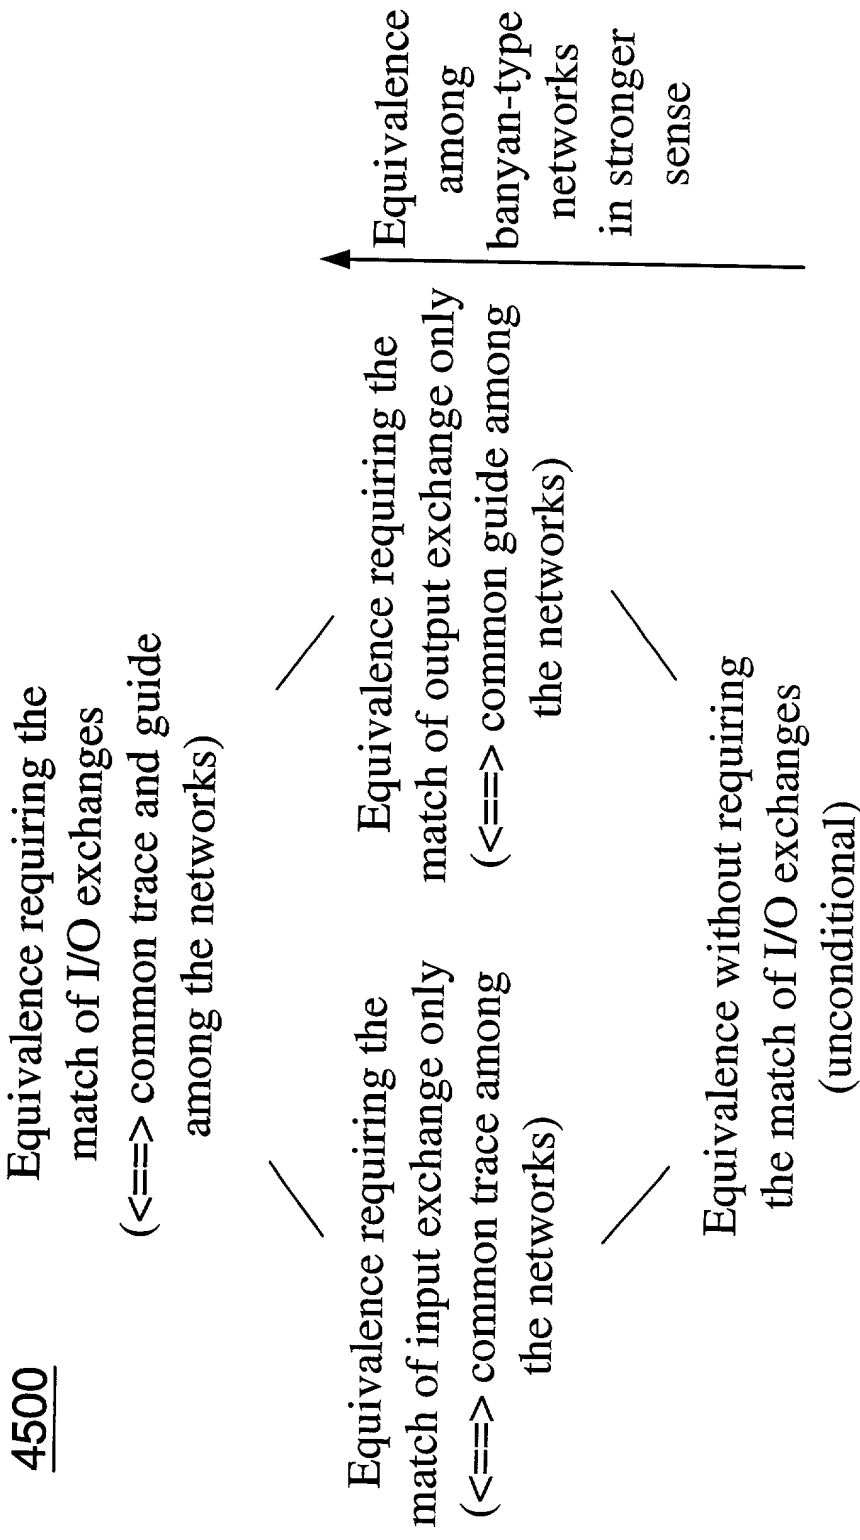 4500
Equivalence requiring the
match of I/O exchanges
(<==> common trace and guide
among the networks)
Equivalence requiring the
match of input exchange only
(<==> common trace among
the networks)
Equivalence requiring the
match of output exchange only
(<==> common guide among
the networks)
Equivalence without requiring
the match of I/O exchanges
(unconditional)
Equivalence
among
banyan-type
networks
in stronger
sense